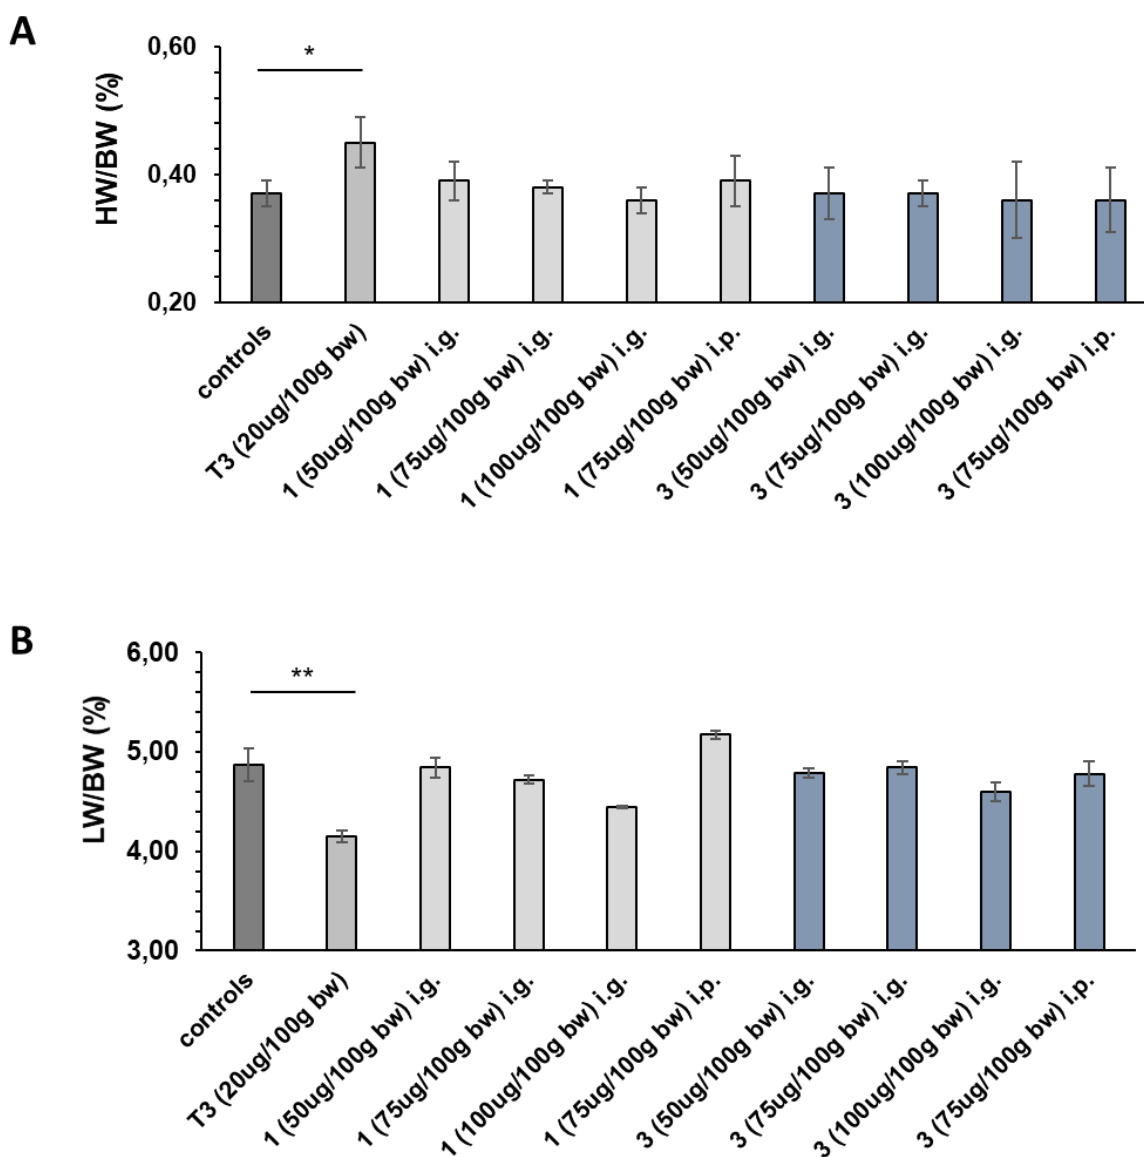 A
HW/BW (%)
0,60
0,40
0,20
*
controls
T3 (20ug/100g bw)
1 (50ug/100g bw) i.g.
1 (75ug/100g bw) i.g.
1 (100ug/100g bw) i.g.
1 (75ug/100g bw) i.p.
3 (50ug/100g bw) i.g.
3 (75ug/100g bw) i.g.
3 (100ug/100g bw) i.g.
3 (75ug/100g bw) i.p.
B
LW/BW (%)
6,00
5,00
4,00
3,00
**
controls
T3 (20ug/100g bw)
1 (50ug/100g bw) i.g.
1 (75ug/100g bw) i.g.
1 (100ug/100g bw) i.g.
1 (75ug/100g bw) i.p.
3 (50ug/100g bw) i.g.
3 (75ug/100g bw) i.g.
3 (100ug/100g bw) i.g.
3 (75ug/100g bw) i.p.